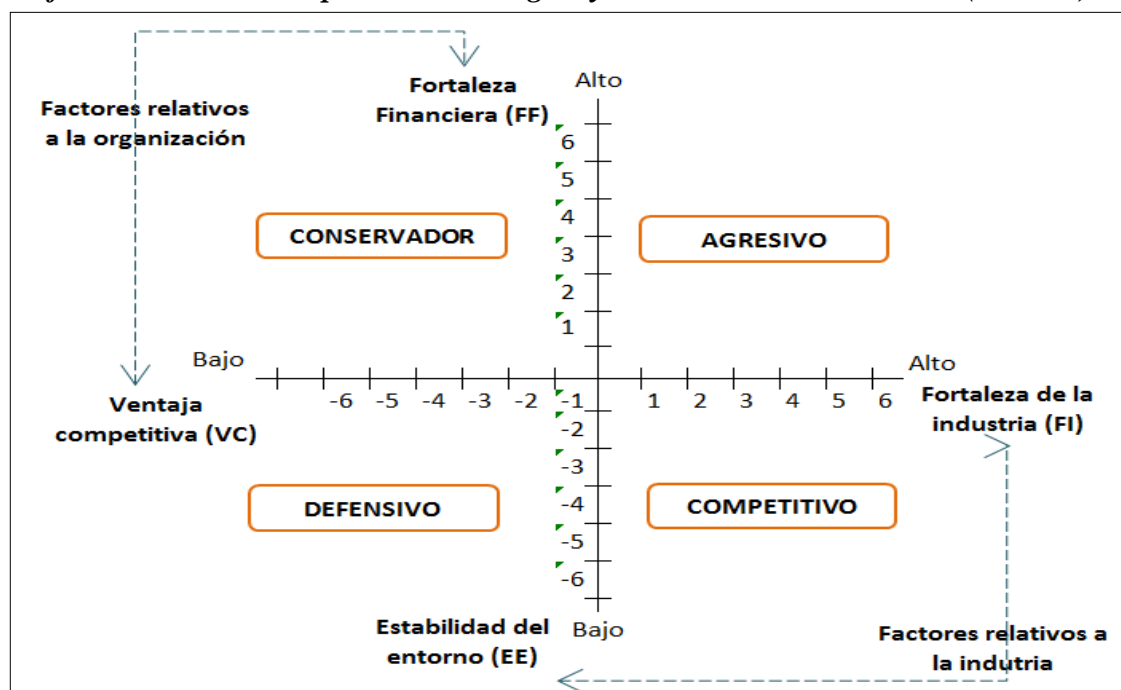 Alto
Fortaleza
Financiera (FF)
Factores relativos
a la organización
6
5
4
3
2
1
CONSERVADOR
AGRESIVO
Bajo
Alto
-6 -5 -4 -3 -2 -1 1 2 3 4 5 6
Ventaja
competitiva (VC)
Fortaleza de la
industria (FI)
-2
-3
-4
-5
-6
DEFENSIVO
COMPETITIVO
Estabilidad del
entorno (EE)
Bajo
Factores relativos a
la indutria